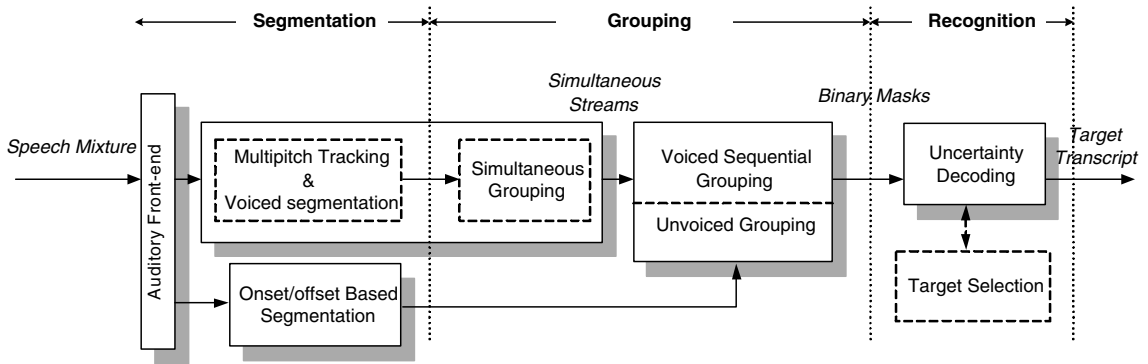 Segmentation
Grouping
Recognition
Speech Mixture
Auditory Front-end
Multipitch Tracking
&
Voiced segmentation
Simultaneous
Grouping
Simultaneous
Streams
Onset/offset Based
Segmentation
Voiced Sequential
Grouping
Unvoiced Grouping
Binary Masks
Uncertainty
Decoding
Target Selection
Target
Transcript